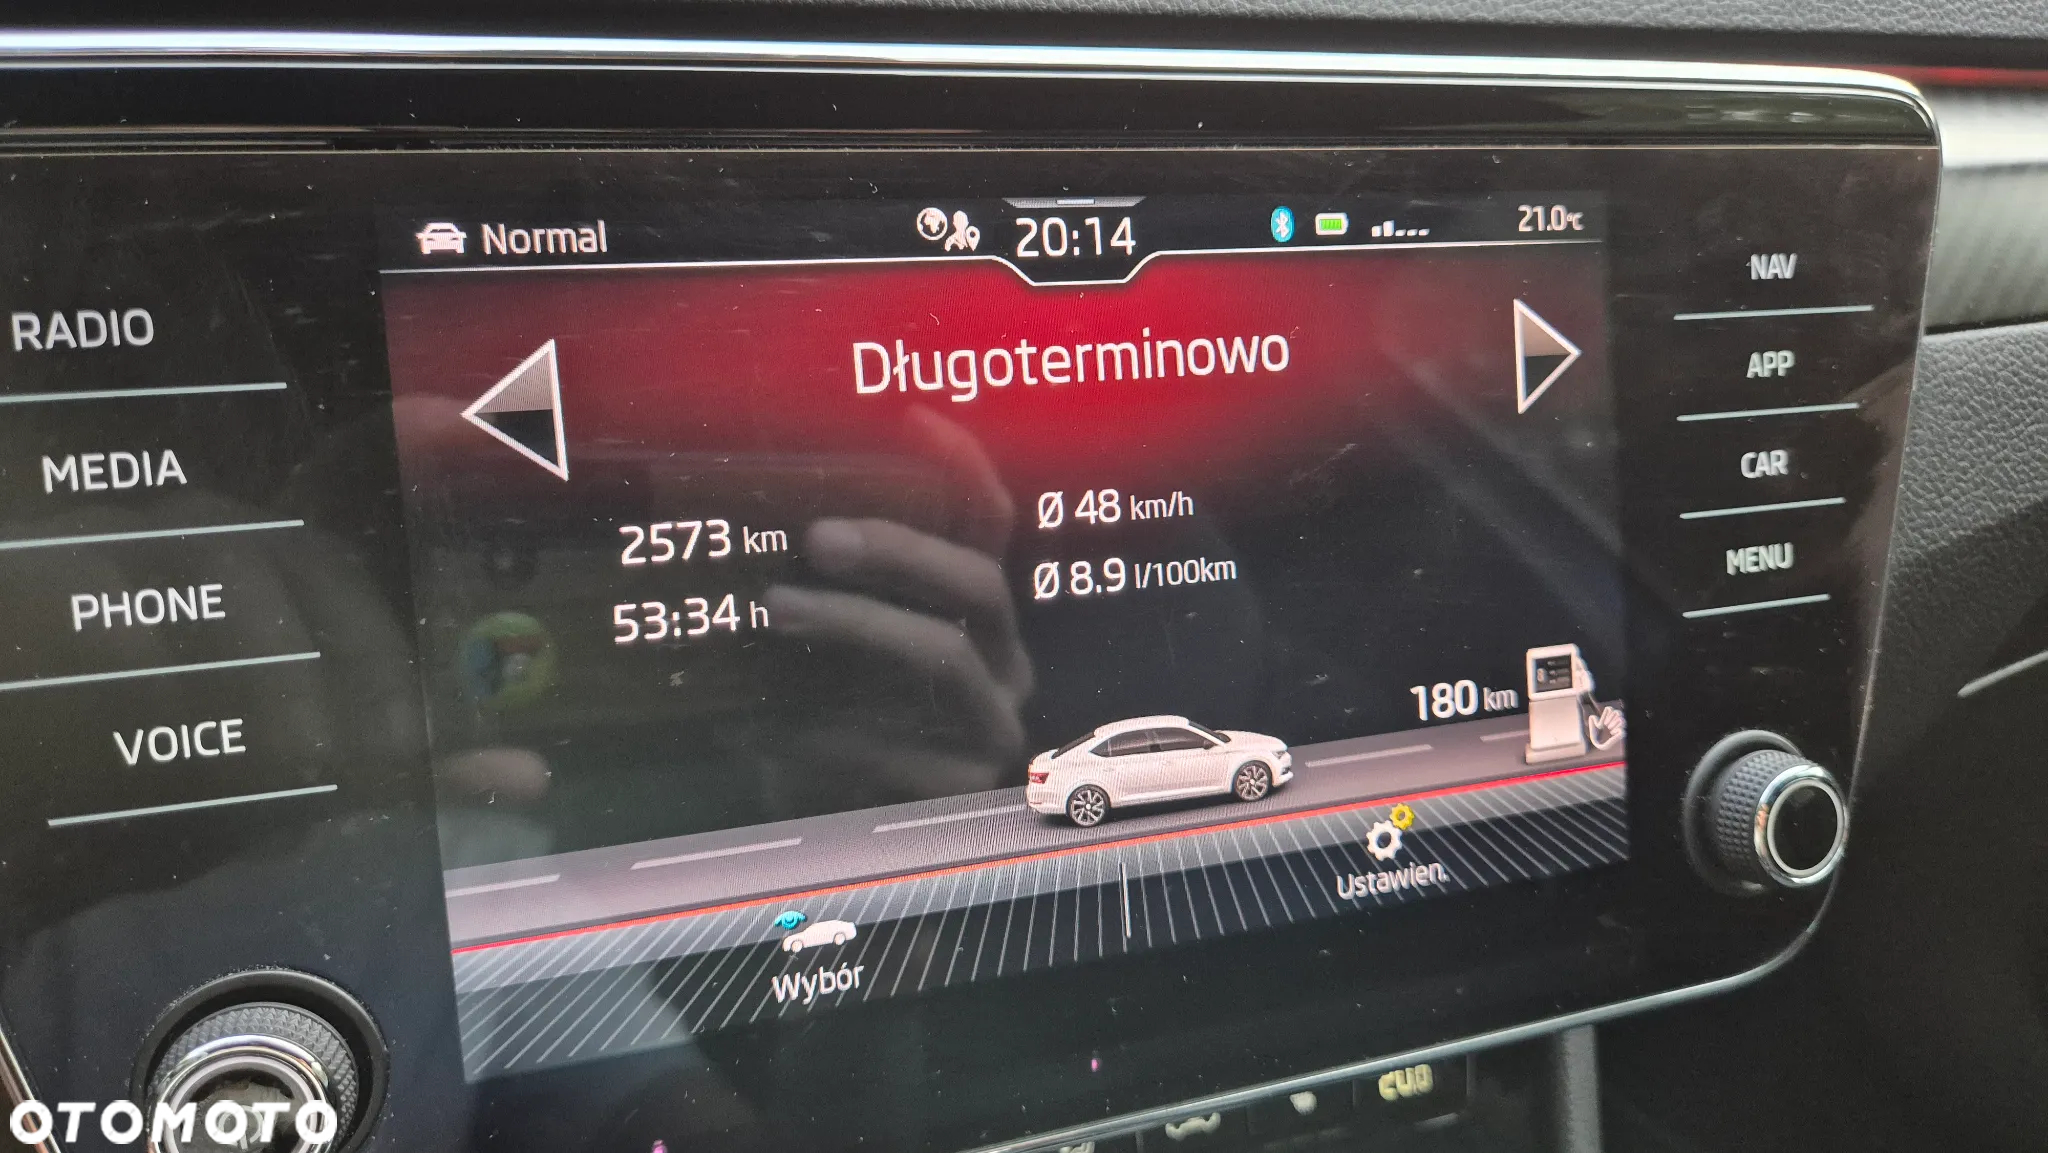 Normal
20:14
21.0°C
RADIO
MEDIA
PHONE
VOICE
Długoterminowo
2573 km
53:34 h
Ø 48 km/h
Ø 8.9 l/100km
180 km
Wybór
Ustawien.
NAV
APP
CAR
MENU
OTOMOTO